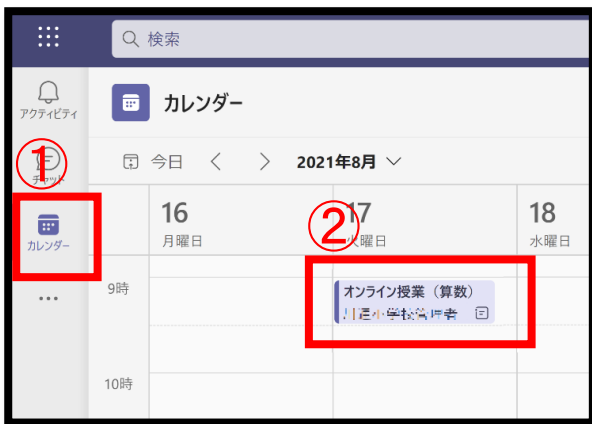 検索
アクティビティ
カレンダー
今日 2021年8月
①
チャット
カレンダー
16
月曜日
②
17
火曜日
18
水曜日
9時
オンライン授業（算数）
10時